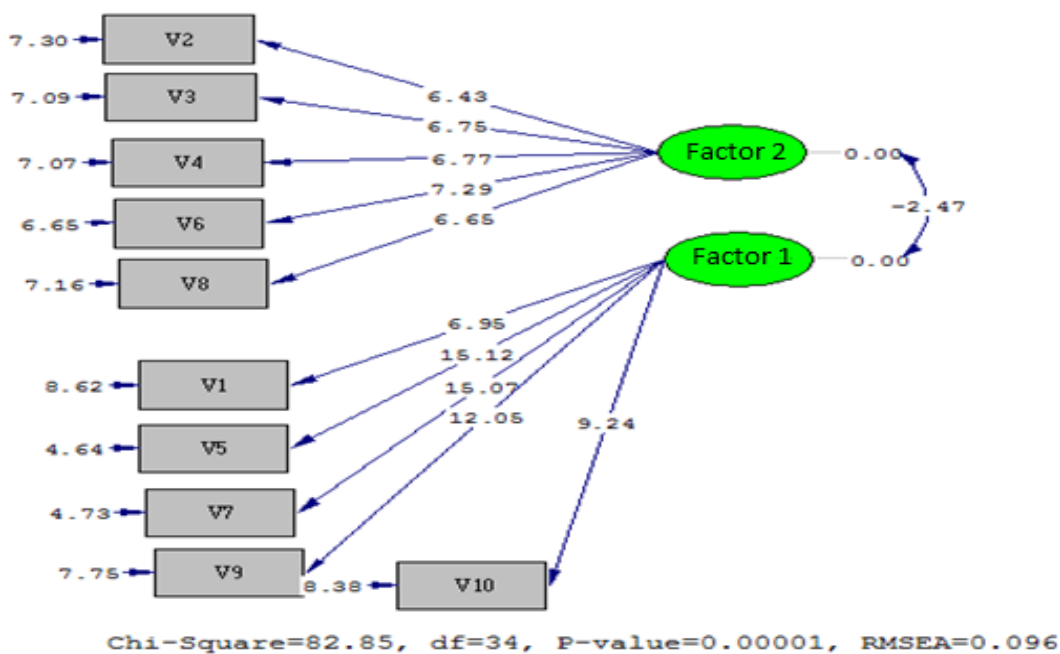 7.30 V2
7.09 V3
7.07 V4
6.65 V6
7.16 V8
6.43
6.75
6.77
7.29
6.65
Factor 2 0.00
-2.47
Factor 1 0.00
8.62 V1
4.64 V5
4.73 V7
7.75 V9
8.38 V10
6.95
15.12
15.07
12.05
9.24
Chi-Square=82.85, df=34, P-value=0.00001, RMSEA=0.096